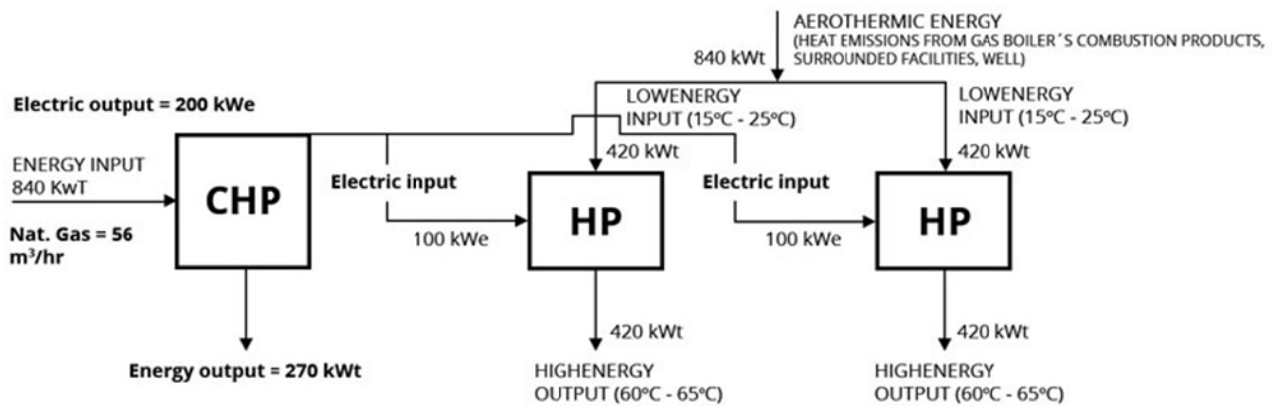 AEROTHERMIC ENERGY
(HEAT EMISSIONS FROM GAS BOILER´S COMBUSTION PRODUCTS,
SURROUNDED FACILITIES, WELL)
840 kWt
Electric output = 200 kWe
LOWENERGY
INPUT (15ºC - 25ºC)
LOWENERGY
INPUT (15ºC - 25ºC)
420 kWt
420 kWt
ENERGY INPUT
840 KwT
CHP
Electric input
HP
Electric input
HP
Nat. Gas = 56
m³/hr
100 kWe
100 kWe
420 kWt
420 kWt
Energy output = 270 kWt
HIGHENERGY
OUTPUT (60ºC - 65ºC)
HIGHENERGY
OUTPUT (60ºC - 65ºC)